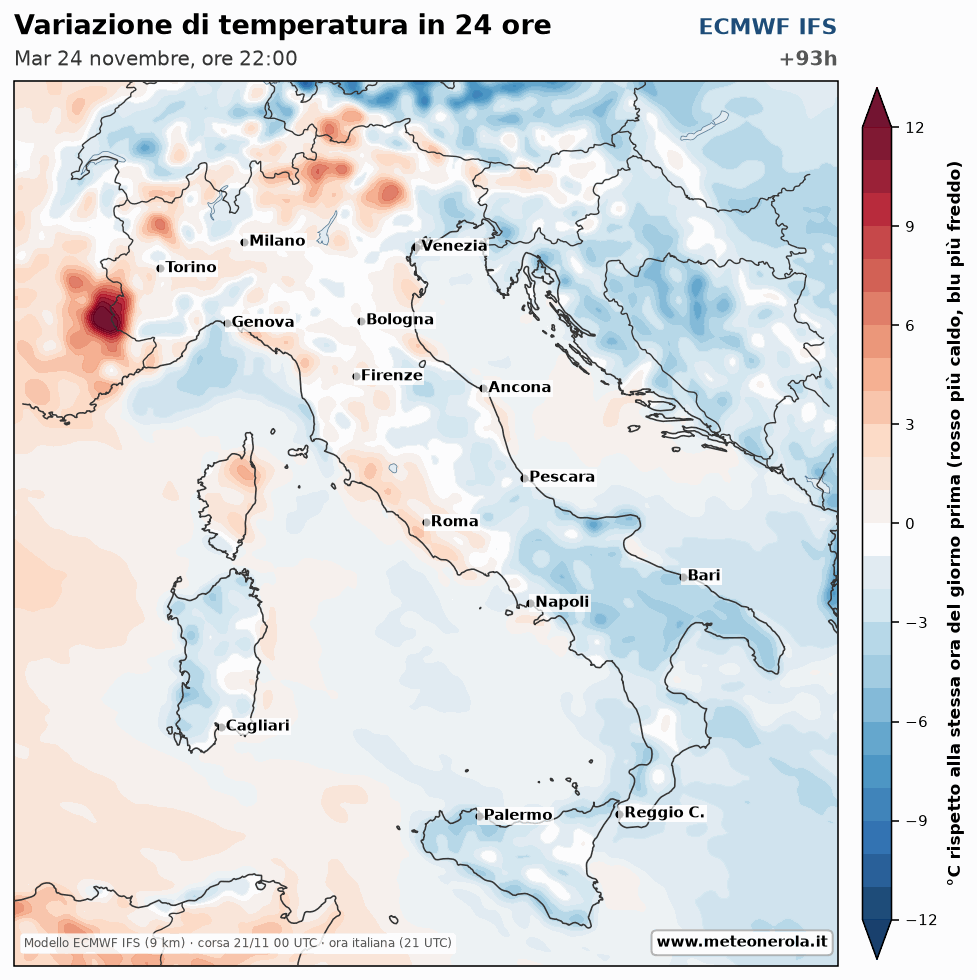 Variazione di temperatura in 24 ore
ECMWF IFS
Mar 24 novembre, ore 22:00
+93h
Milano
Venezia
Torino
Genova
Bologna
Firenze
Ancona
Pescara
Roma
Bari
Napoli
Cagliari
Palermo
Reggio C.
12
9
6
3
0
−3
−6
−9
−12
°C rispetto alla stessa ora del giorno prima (rosso più caldo, blu più freddo)
Modello ECMWF IFS (9 km) · corsa 21/11 00 UTC · ora italiana (21 UTC)
www.meteonerola.it